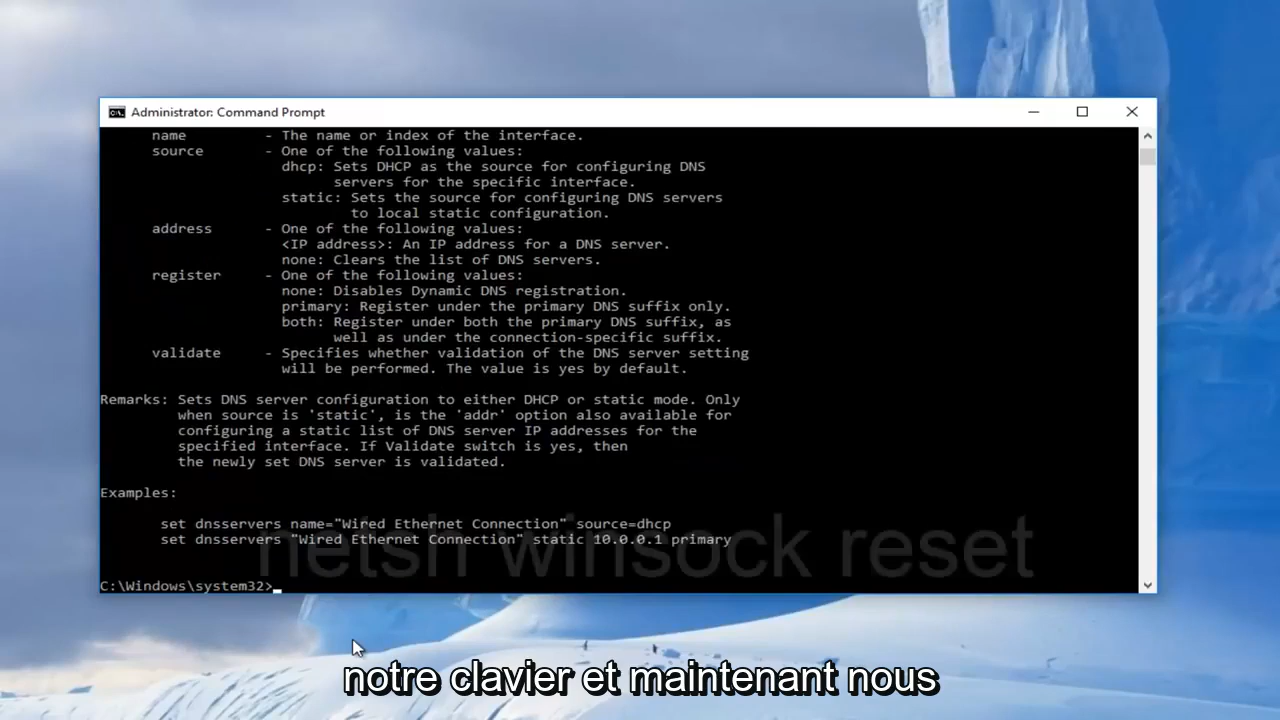 Administrator: Command Prompt
name - The name or index of the interface.
source - One of the following values:
dhcp: Sets DHCP as the source for configuring DNS
servers for the specific interface.
static: Sets the source for configuring DNS servers
to local static configuration.
address - One of the following values:
<IP address>: An IP address for a DNS server.
none: Clears the list of DNS servers.
register - One of the following values:
none: Disables Dynamic DNS registration.
primary: Register under the primary DNS suffix only.
both: Register under both the primary DNS suffix, as
well as under the connection-specific suffix.
validate - Specifies whether validation of the DNS server setting
will be performed. The value is yes by default.
Remarks: Sets DNS server configuration to either DHCP or static mode. Only
when source is 'static', is the 'addr' option also available for
configuring a static list of DNS server IP addresses for the
specified interface. If Validate switch is yes, then
the newly set DNS server is validated.
Examples:
set dnsservers name="Wired Ethernet Connection" source=dhcp
set dnsservers "Wired Ethernet Connection" static 10.0.0.1 primary
netsh winsock reset
C:\Windows\system32>
notre clavier et maintenant nous